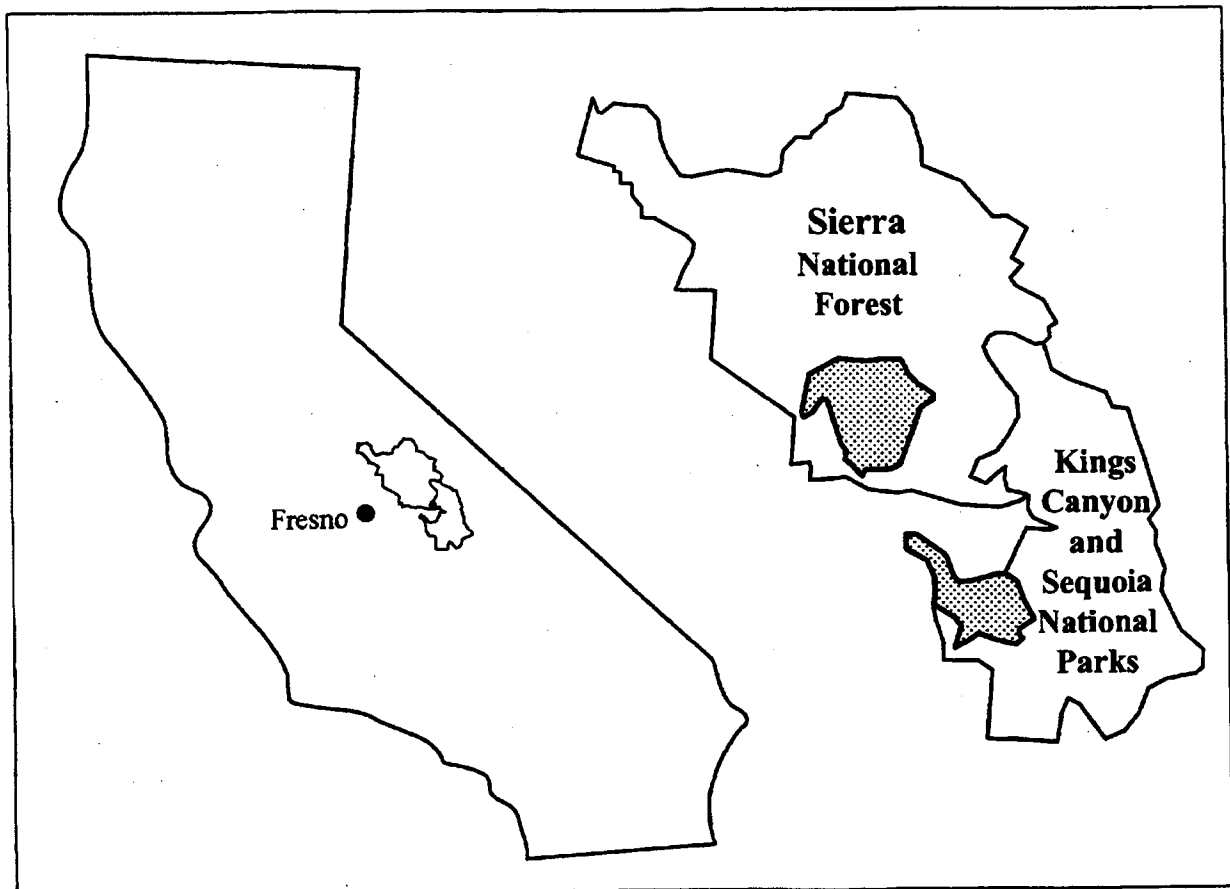 Sierra
National
Forest
Fresno
Kings
Canyon
and
Sequoia
National
Parks